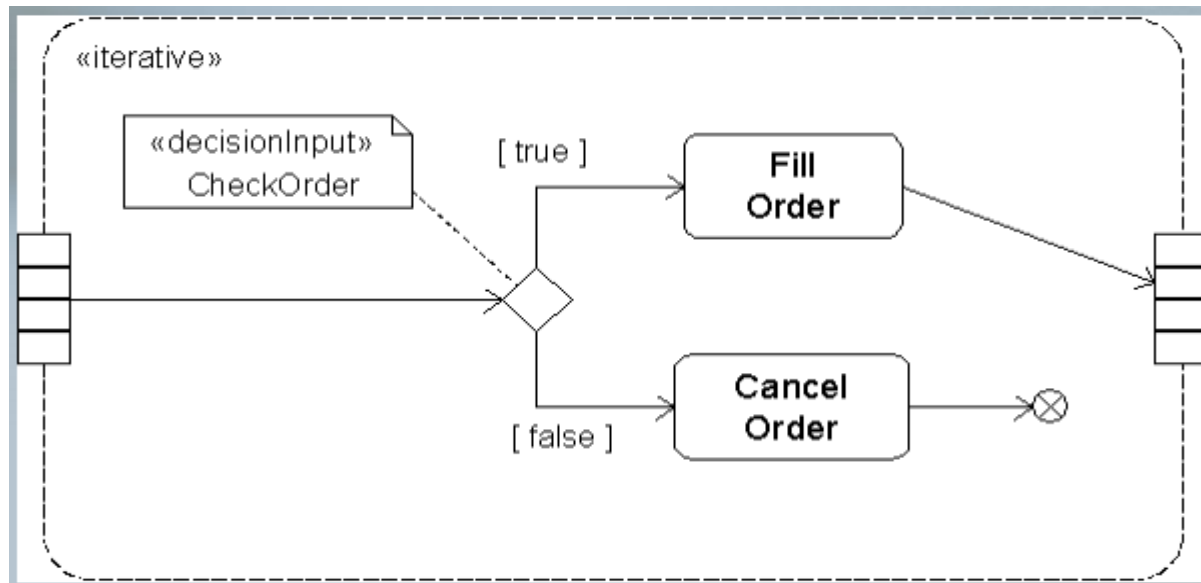 «iterative»
«decisionInput»
CheckOrder
[ true ]
Fill
Order
Cancel
Order
[ false ]